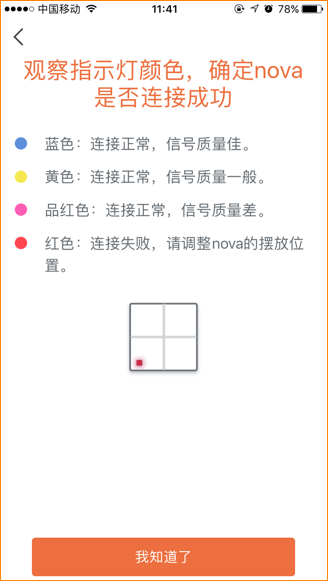 中国移动
11:41
78%
观察指示灯颜色，确定nova
是否连接成功
蓝色：连接正常，信号质量佳。
黄色：连接正常，信号质量一般。
品红色：连接正常，信号质量差。
红色：连接失败，请调整nova的摆放位
置。
我知道了